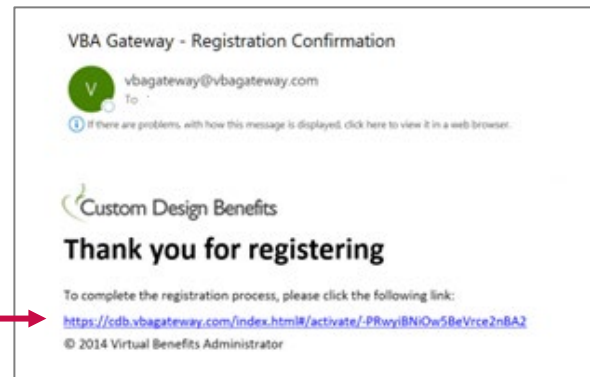 VBA Gateway - Registration Confirmation
V
vbagateway@vbagateway.com
To
i If there are problems with how this message is displayed, click here to view it in a web browser.
Custom Design Benefits
Thank you for registering
To complete the registration process, please click the following link:
https://cdb.vbagateway.com/index.html#/activate/-PRwyiBNiOw5BeVrce2nBA2
© 2014 Virtual Benefits Administrator